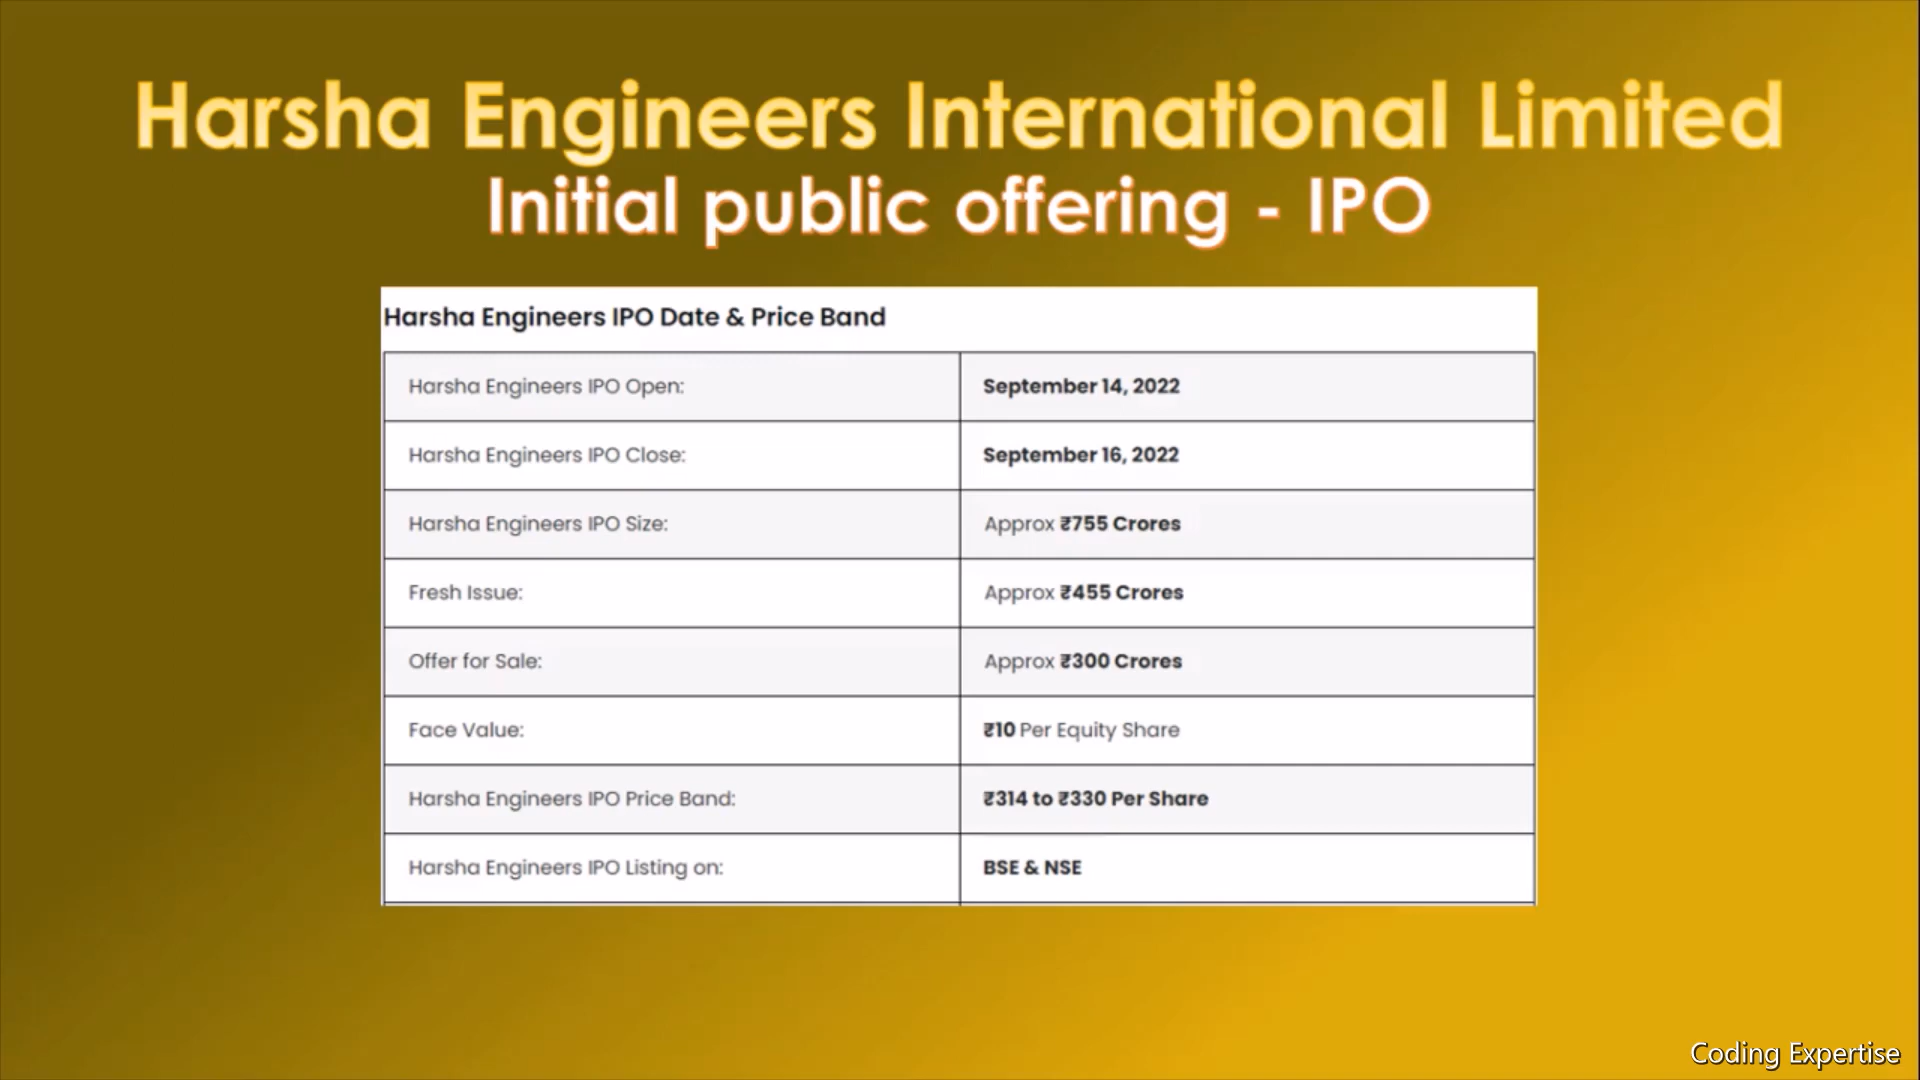 Harsha Engineers International Limited
Initial public offering - IPO
Harsha Engineers IPO Date & Price Band
Harsha Engineers IPO Open: September 14, 2022
Harsha Engineers IPO Close: September 16, 2022
Harsha Engineers IPO Size: Approx ₹755 Crores
Fresh Issue: Approx ₹455 Crores
Offer for Sale: Approx ₹300 Crores
Face Value: ₹10 Per Equity Share
Harsha Engineers IPO Price Band: ₹314 to ₹330 Per Share
Harsha Engineers IPO Listing on: BSE & NSE
Coding Expertise